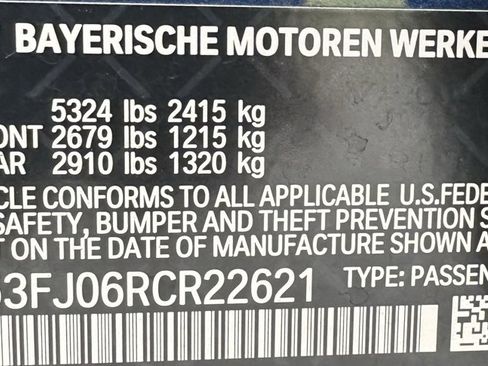 BAYERISCHE MOTOREN WERKE
5324 lbs 2415 kg
ONT 2679 lbs 1215 kg
AR 2910 lbs 1320 kg
ICLE CONFORMS TO ALL APPLICABLE U.S.FEDE
SAFETY, BUMPER AND THEFT PREVENTION S
T ON THE DATE OF MANUFACTURE SHOWN A
3FJ06RCR22621 TYPE: PASSEN